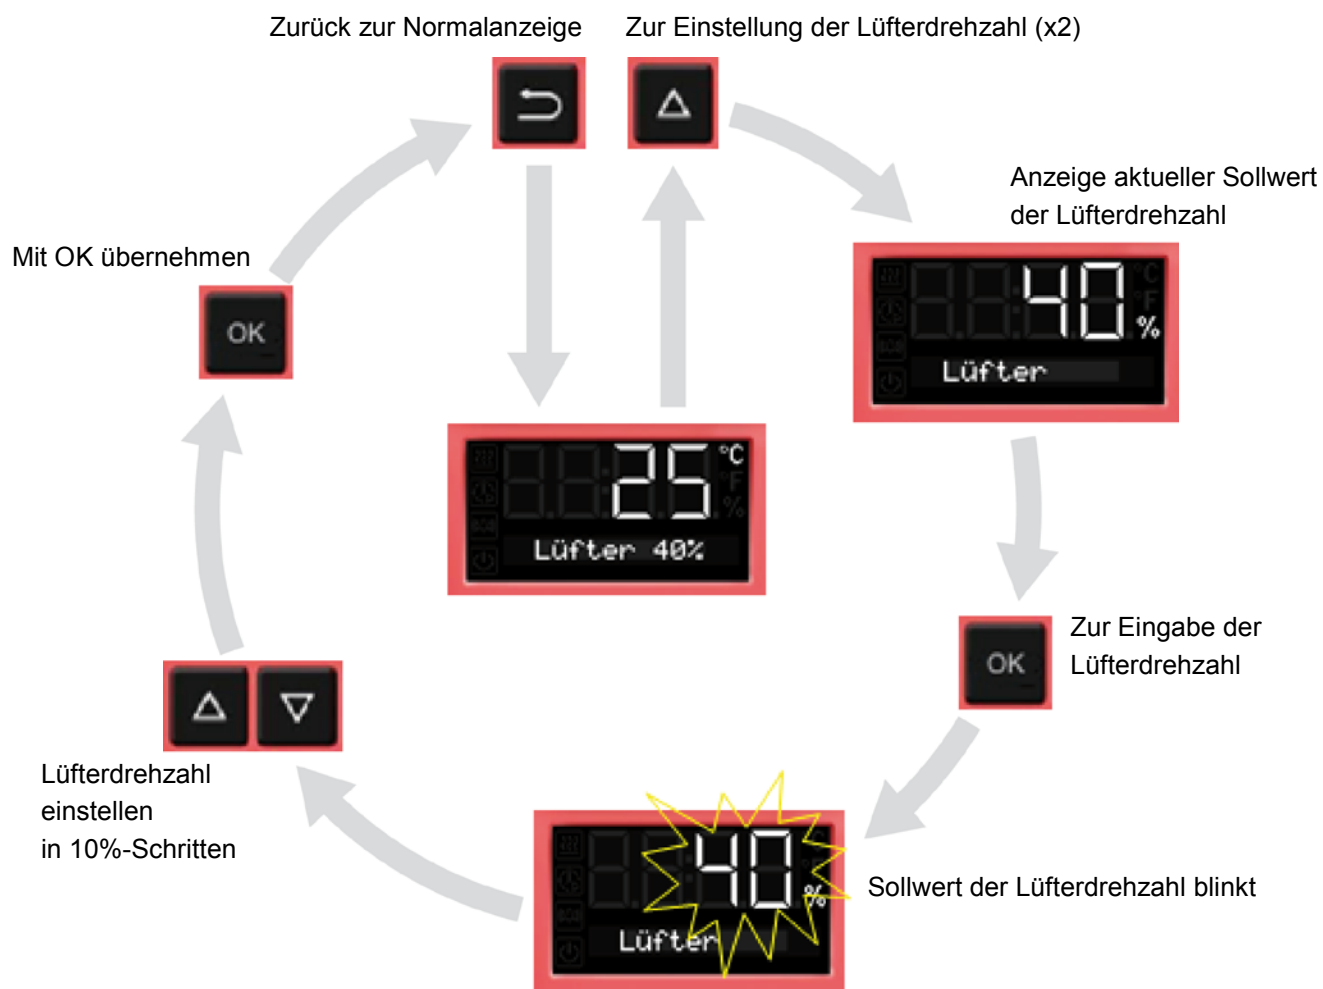 Zurück zur Normalanzeige
Zur Einstellung der Lüfterdrehzahl (x2)
Anzeige aktueller Sollwert
der Lüfterdrehzahl
40
°C
°F
%
Lüfter
Mit OK übernehmen
OK
25
°C
°F
%
Lüfter 40%
Zur Eingabe der
Lüfterdrehzahl
OK
Lüfterdrehzahl
einstellen
in 10%-Schritten
40
%
Lüfter
Sollwert der Lüfterdrehzahl blinkt